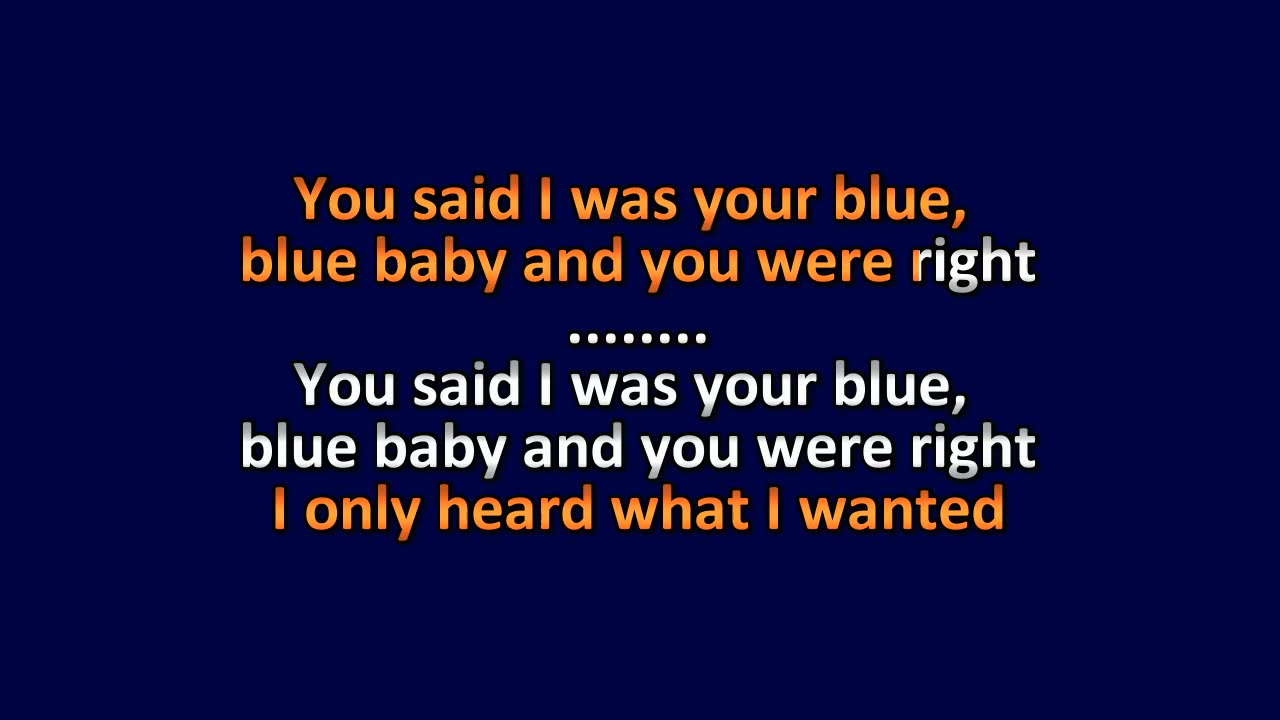 You said I was your blue,
blue baby and you were right
........
You said I was your blue,
blue baby and you were right
I only heard what I wanted